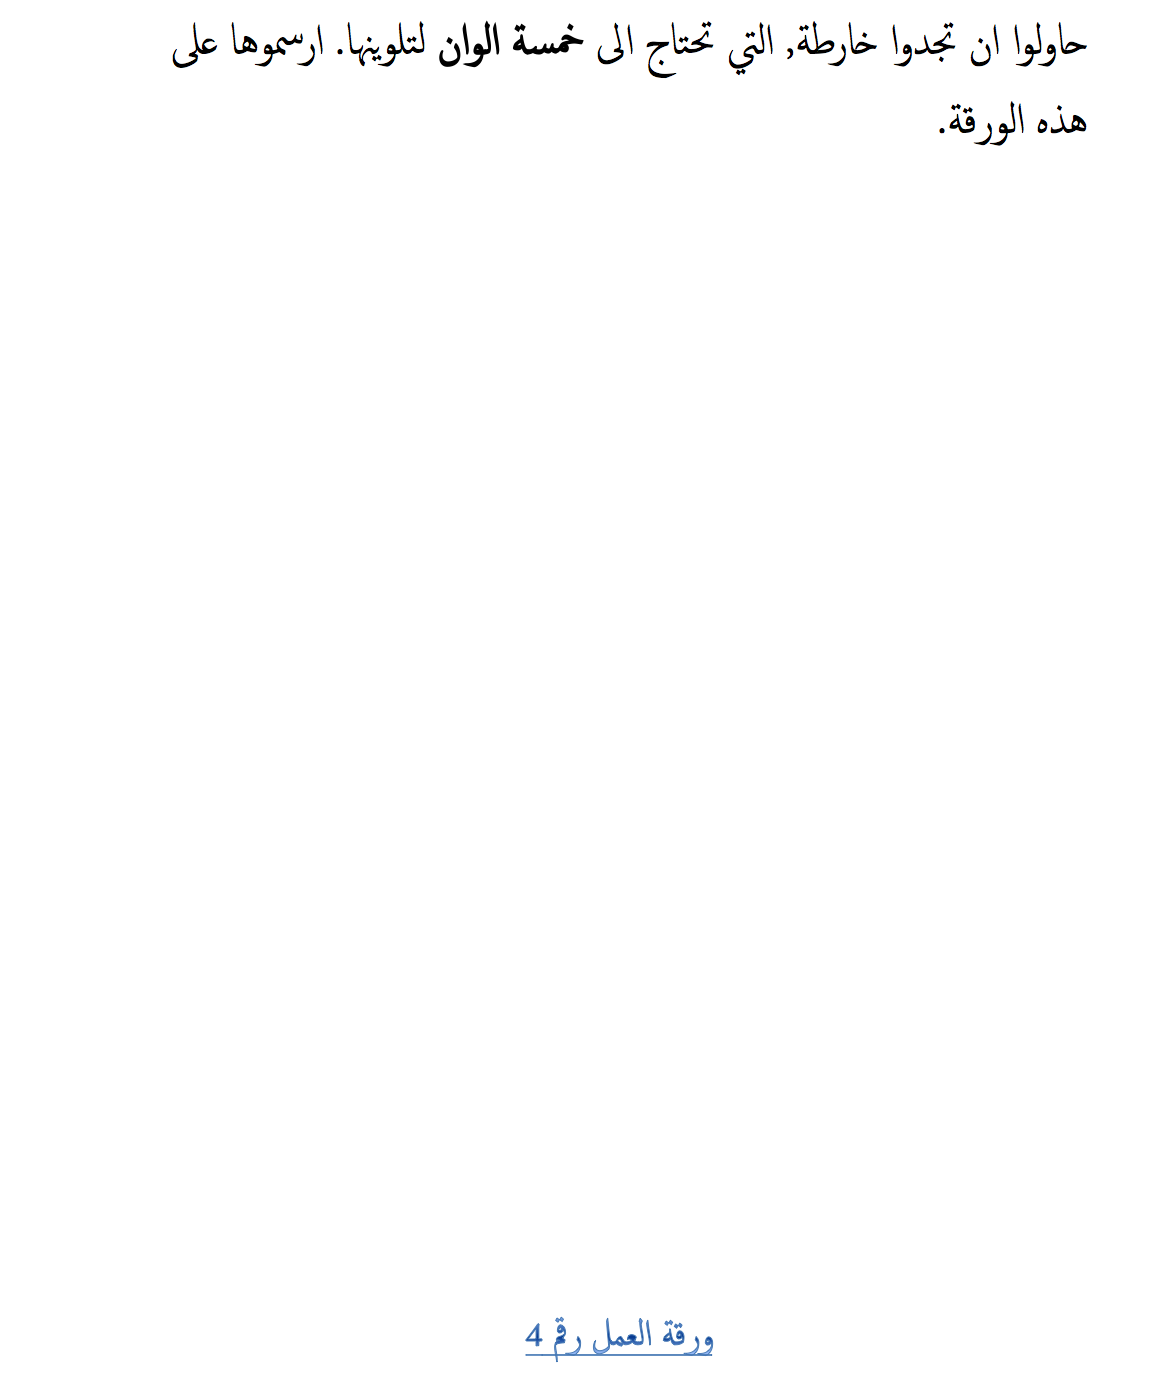 حاولوا ان تجدوا خارطة, التي تحتاج الى خمسة الوان لتلوينها. ارسموها على
هذه الورقة.
ورقة العمل رقم 4